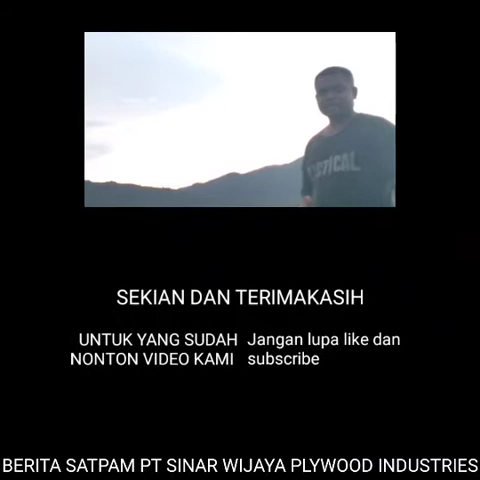 TICAL
SEKIAN DAN TERIMAKASIH
UNTUK YANG SUDAH
NONTON VIDEO KAMI
Jangan lupa like dan
subscribe
BERITA SATPAM PT SINAR WIJAYA PLYWOOD INDUSTRIES